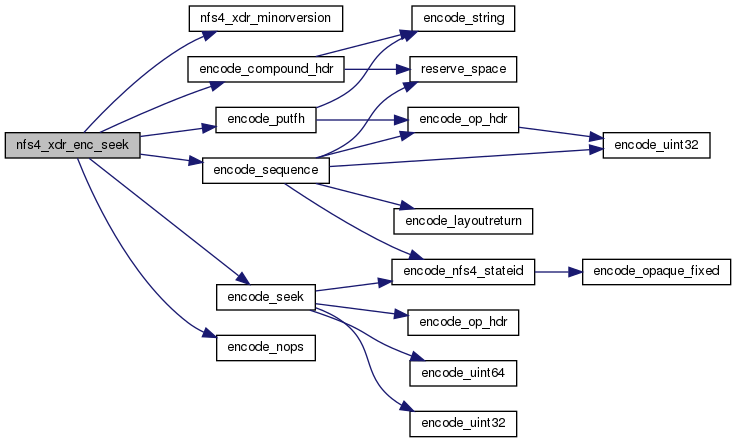 nfs4_xdr_minorversion
encode_string
encode_compound_hdr
reserve_space
encode_putfh
encode_op_hdr
nfs4_xdr_enc_seek
encode_sequence
encode_uint32
encode_layoutreturn
encode_nfs4_stateid
encode_opaque_fixed
encode_seek
encode_op_hdr
encode_nops
encode_uint64
encode_uint32